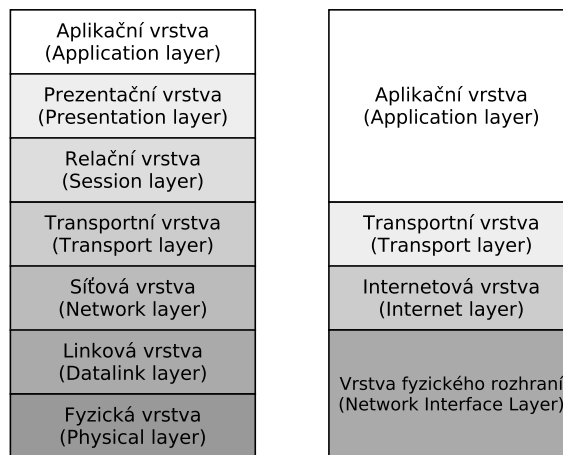 Aplikační vrstva
(Application layer)
Prezentační vrstva
(Presentation layer)
Relační vrstva
(Session layer)
Transportní vrstva
(Transport layer)
Síťová vrstva
(Network layer)
Linková vrstva
(Datalink layer)
Fyzická vrstva
(Physical layer)
Aplikační vrstva
(Application layer)
Transportní vrstva
(Transport layer)
Internetová vrstva
(Internet layer)
Vrstva fyzického rozhraní
(Network Interface Layer)